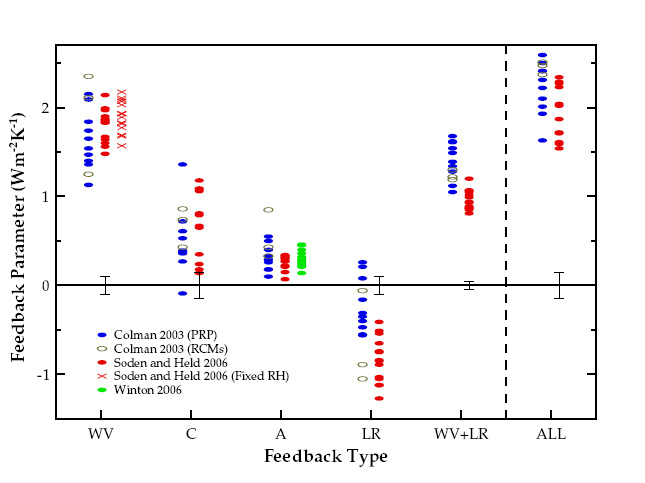 Feedback Parameter (Wm-2K-1)
2
1
0
-1
Colman 2003 (PRP)
Colman 2003 (RCMs)
Soden and Held 2006
Soden and Held 2006 (Fixed RH)
Winton 2006
WV C A LR WV+LR ALL
Feedback Type